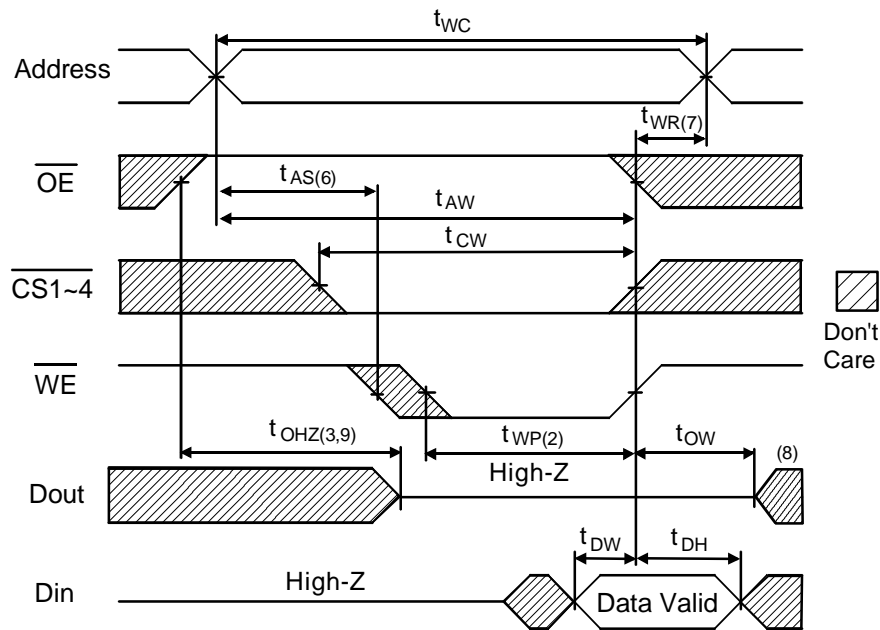 tWC
Address
tWR(7)
OE
tAS(6)
tAW
tCW
CS1~4
Don't
Care
WE
tOHZ(3,9)
tWP(2)
tOW
High-Z
(8)
Dout
tDW
tDH
High-Z
Din
Data Valid